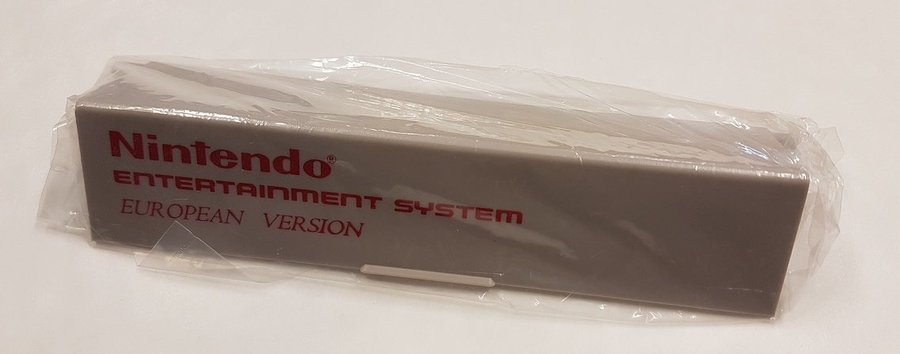 Nintendo®
ENTERTAINMENT SYSTEM
EUROPEAN VERSION